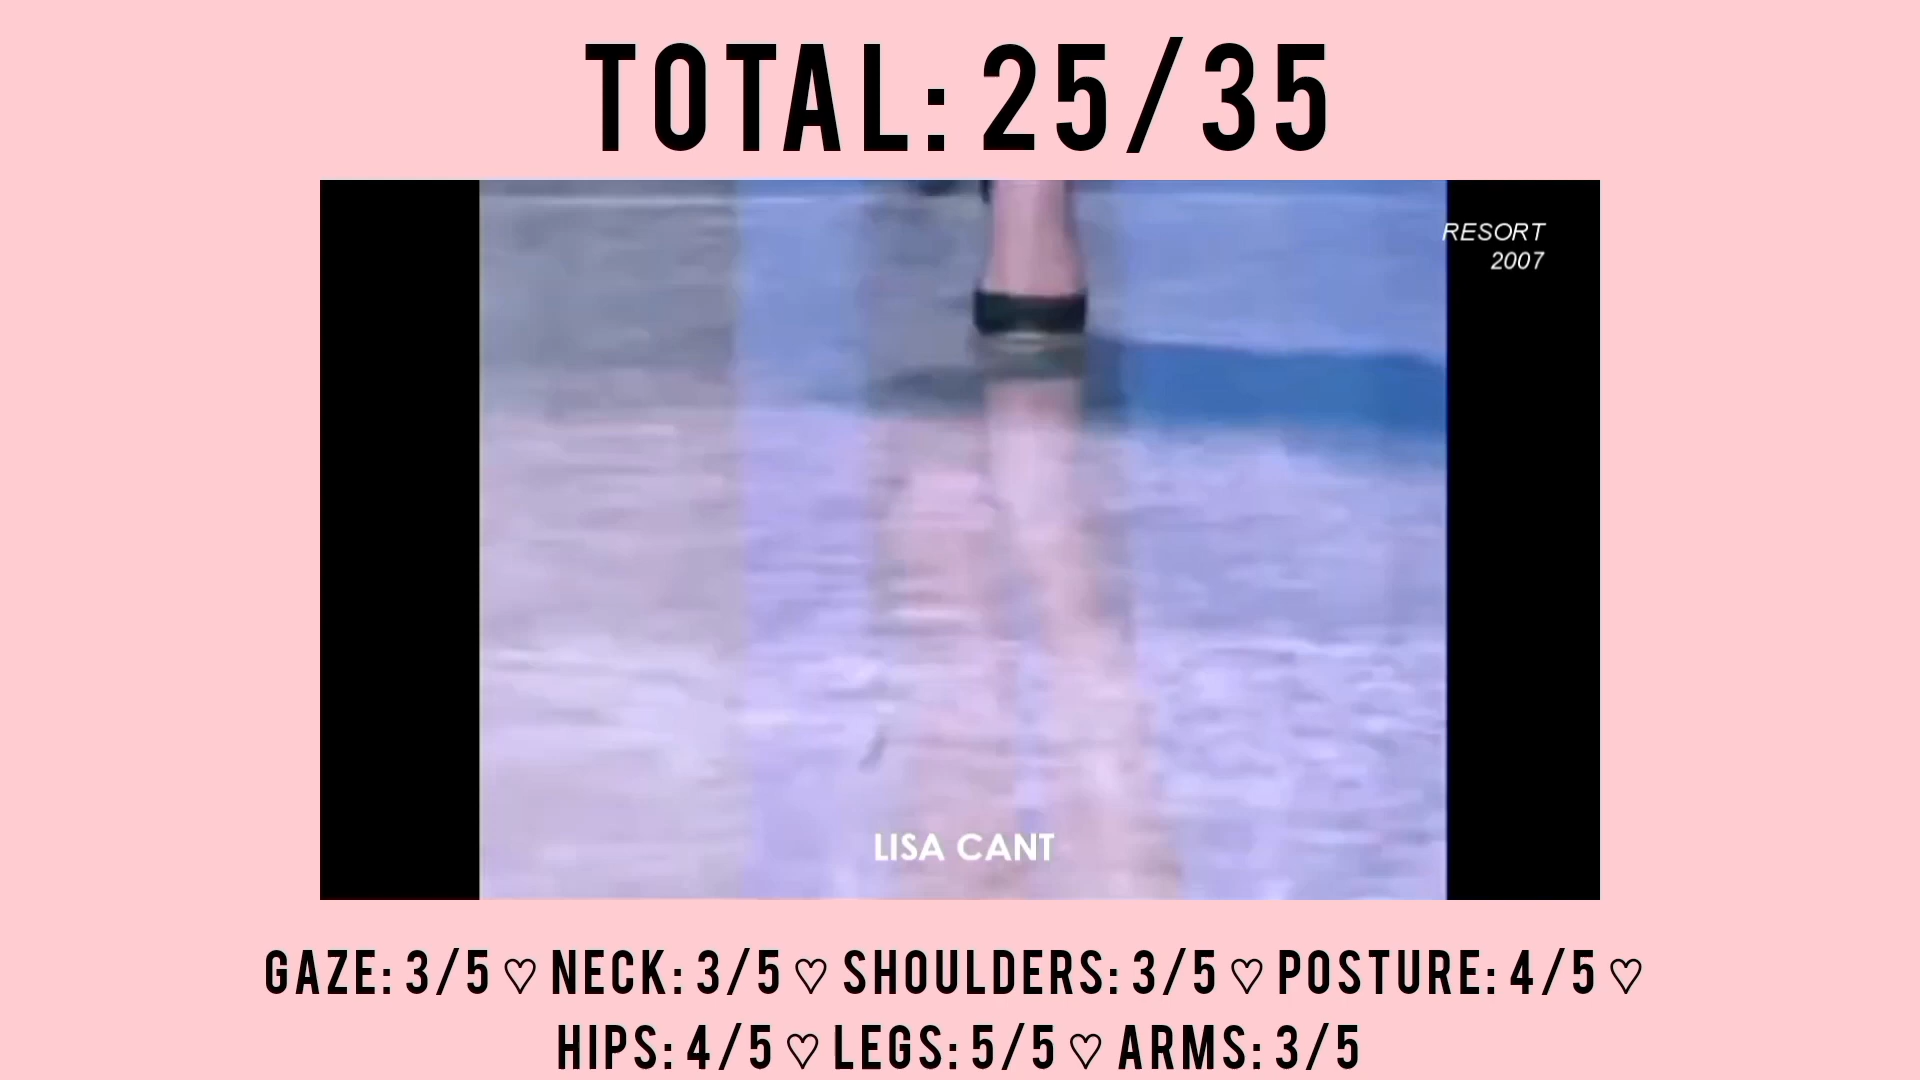 TOTAL: 25/35
RESORT
2007
LISA CANT
GAZE: 3/5 ♡ NECK: 3/5 ♡ SHOULDERS: 3/5 ♡ POSTURE: 4/5 ♡
HIPS: 4/5 ♡ LEGS: 5/5 ♡ ARMS: 3/5